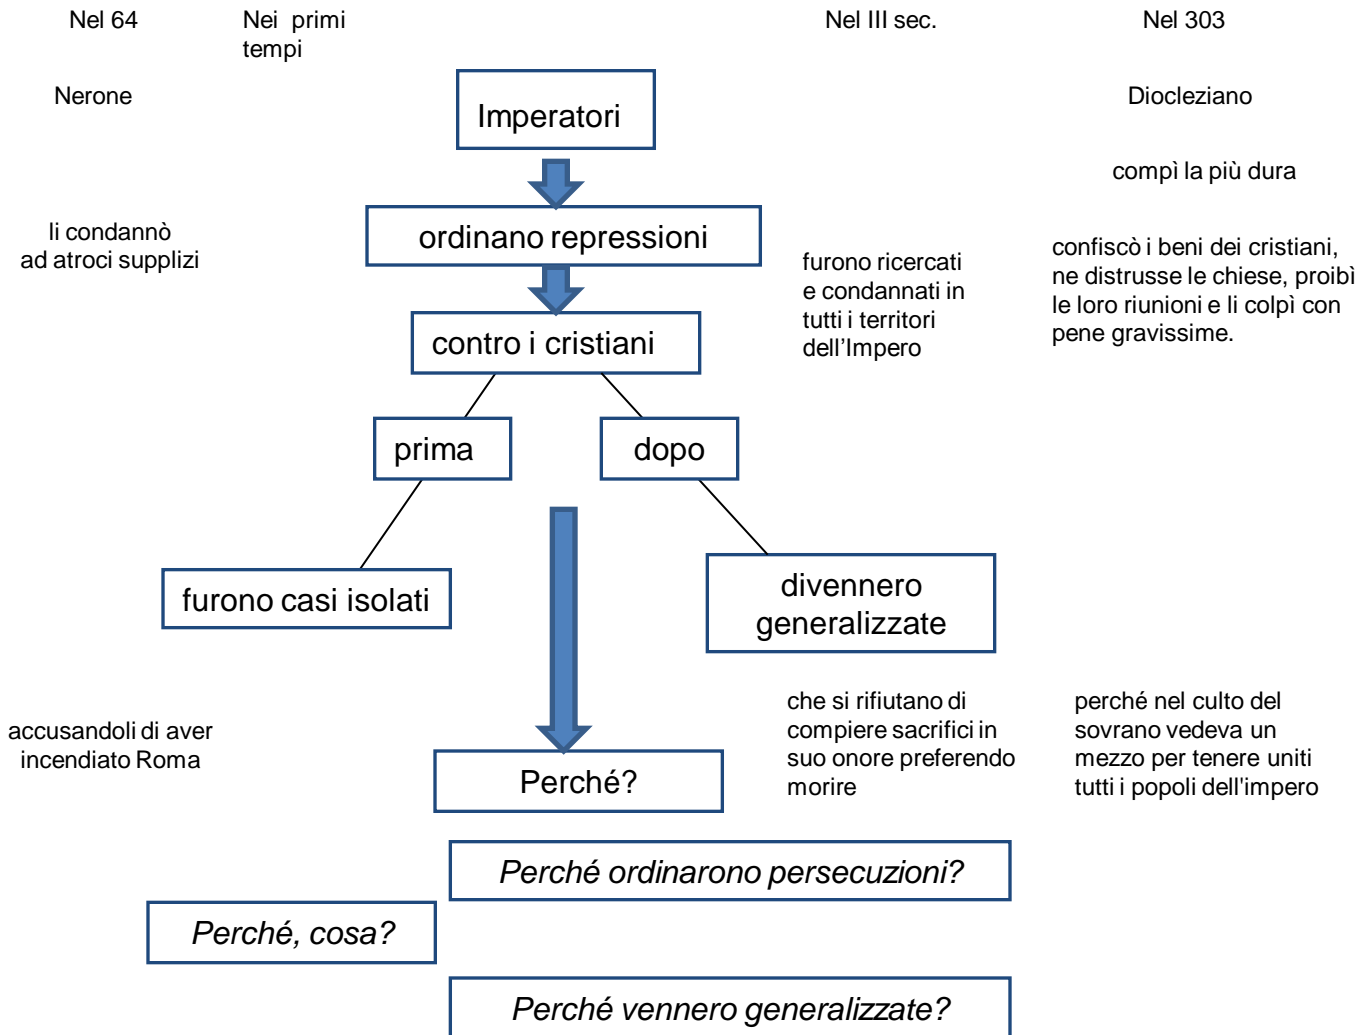 Nel 64
Nei primi
tempi
Nel III sec.
Nel 303
Nerone
Imperatori
Diocleziano
compì la più dura
li condannò
ad atroci supplizi
ordinano repressioni
furono ricercati
e condannati in
tutti i territori
dell’Impero
confiscò i beni dei cristiani,
ne distrusse le chiese, proibì
le loro riunioni e li colpì con
pene gravissime.
contro i cristiani
prima
dopo
furono casi isolati
divennero
generalizzate
accusandoli di aver
incendiato Roma
che si rifiutano di
compiere sacrifici in
suo onore preferendo
morire
perché nel culto del
sovrano vedeva un
mezzo per tenere uniti
tutti i popoli dell'impero
Perché?
Perché ordinarono persecuzioni?
Perché, cosa?
Perché vennero generalizzate?